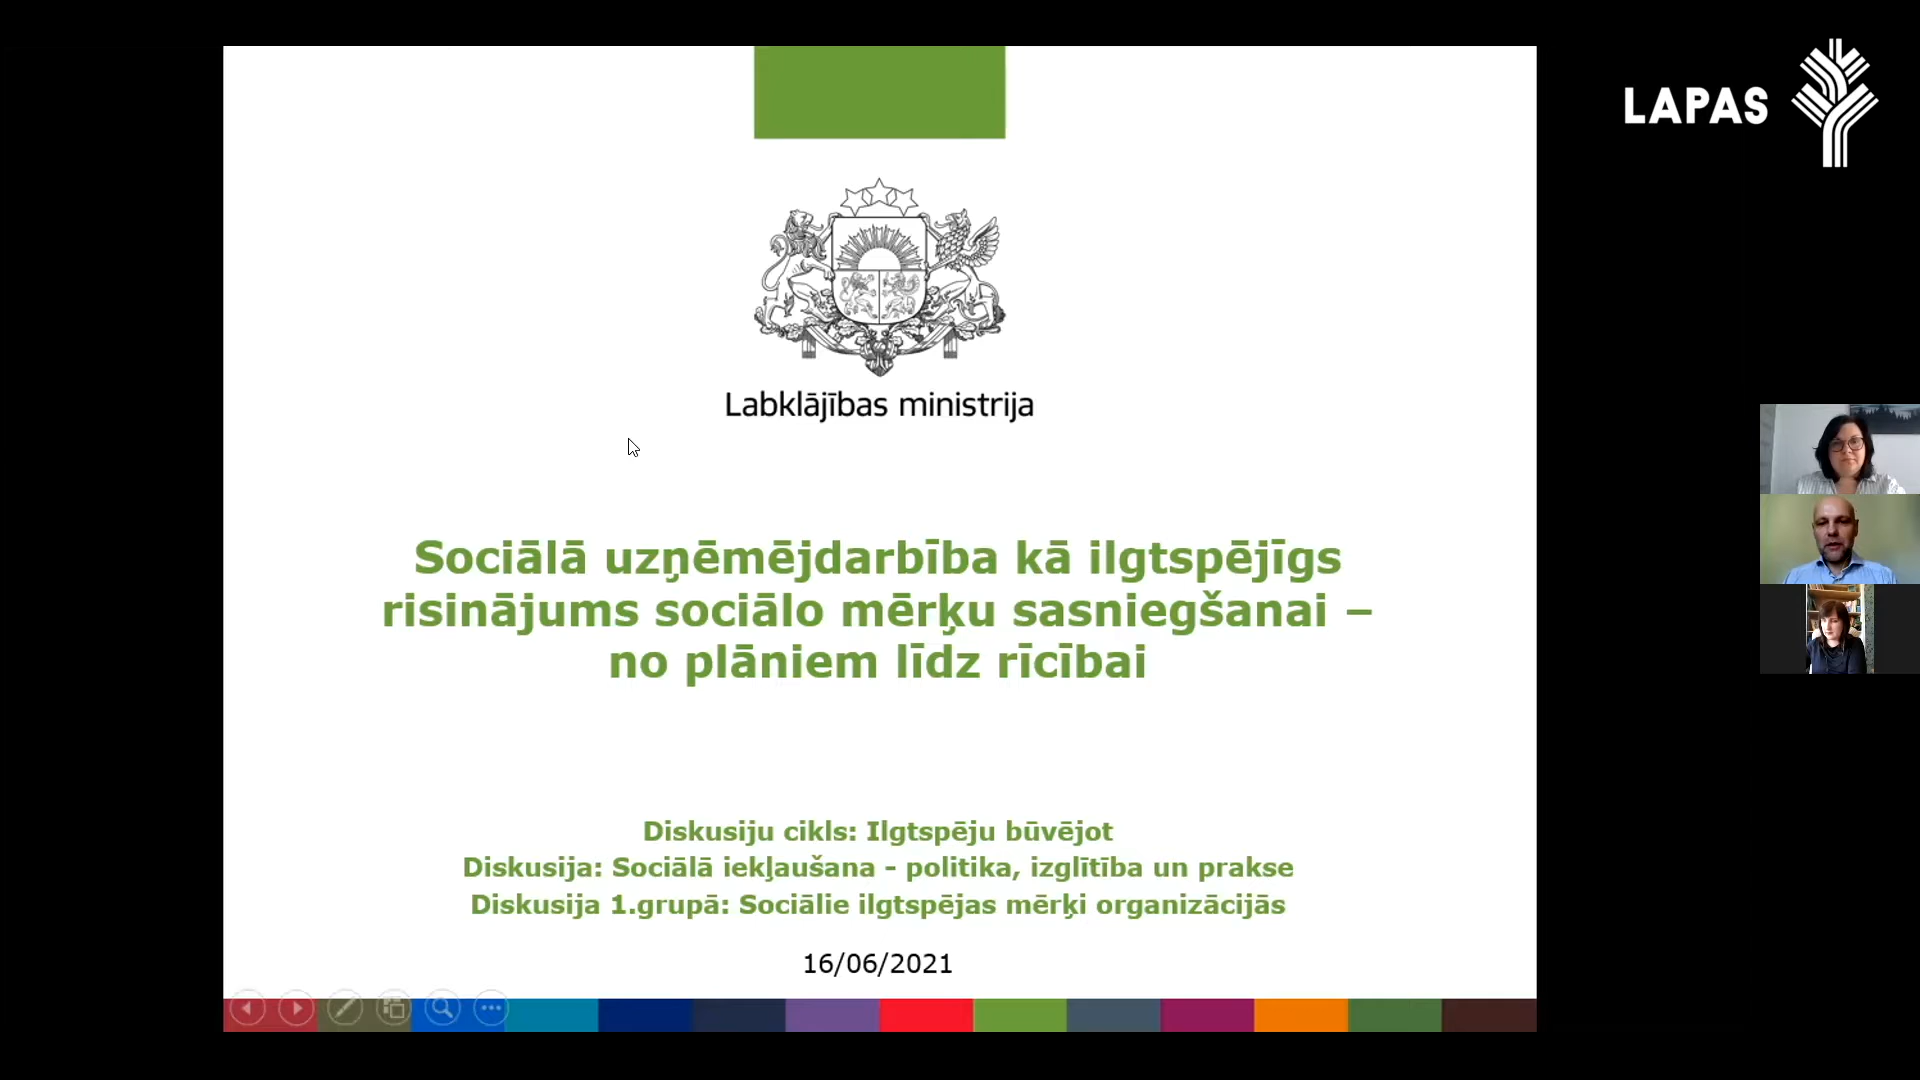 LAPAS
Labklājības ministrija
Sociālā uzņēmējdarbība kā ilgtspējīgs
risinājums sociālo mērķu sasniegšanai –
no plāniem līdz rīcībai
Diskusiju cikls: Ilgtspēju būvējot
Diskusija: Sociālā iekļaušana - politika, izglītība un prakse
Diskusija 1.grupā: Sociālie ilgtspējas mērķi organizācijās
16/06/2021